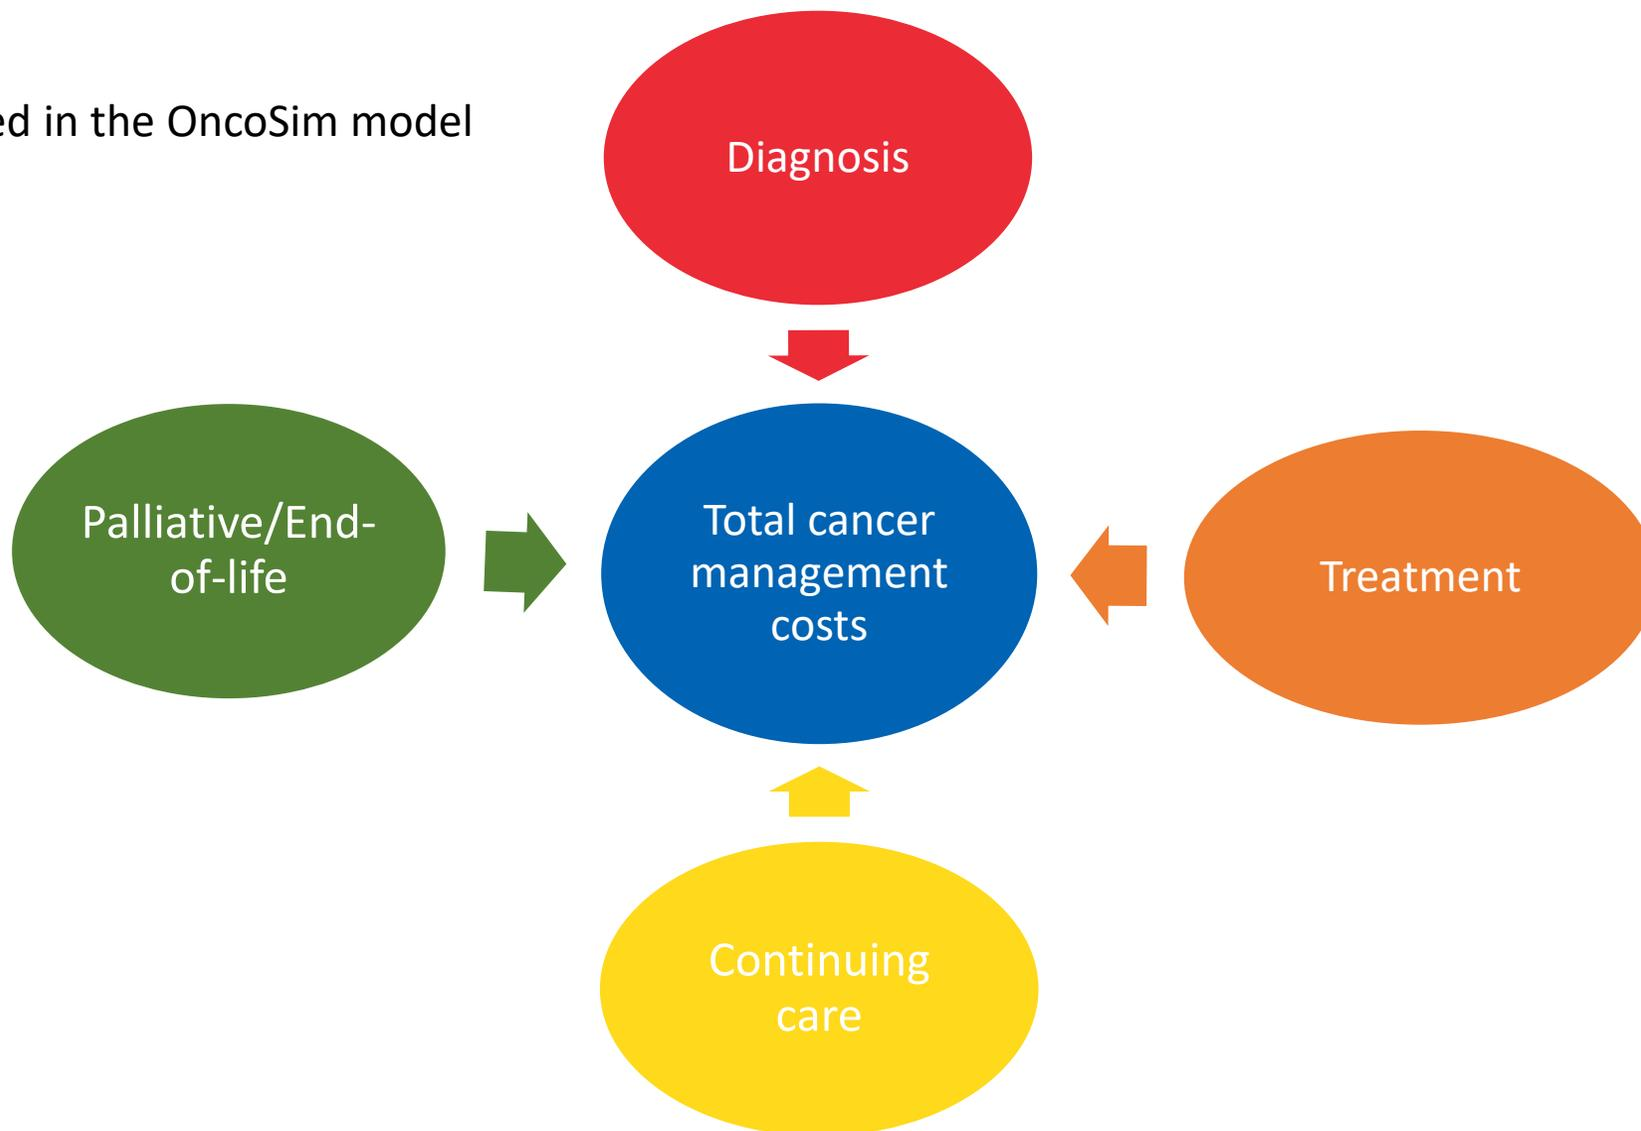 ed in the OncoSim model
Diagnosis
Palliative/End-
of-life
Total cancer
management
costs
Treatment
Continuing
care